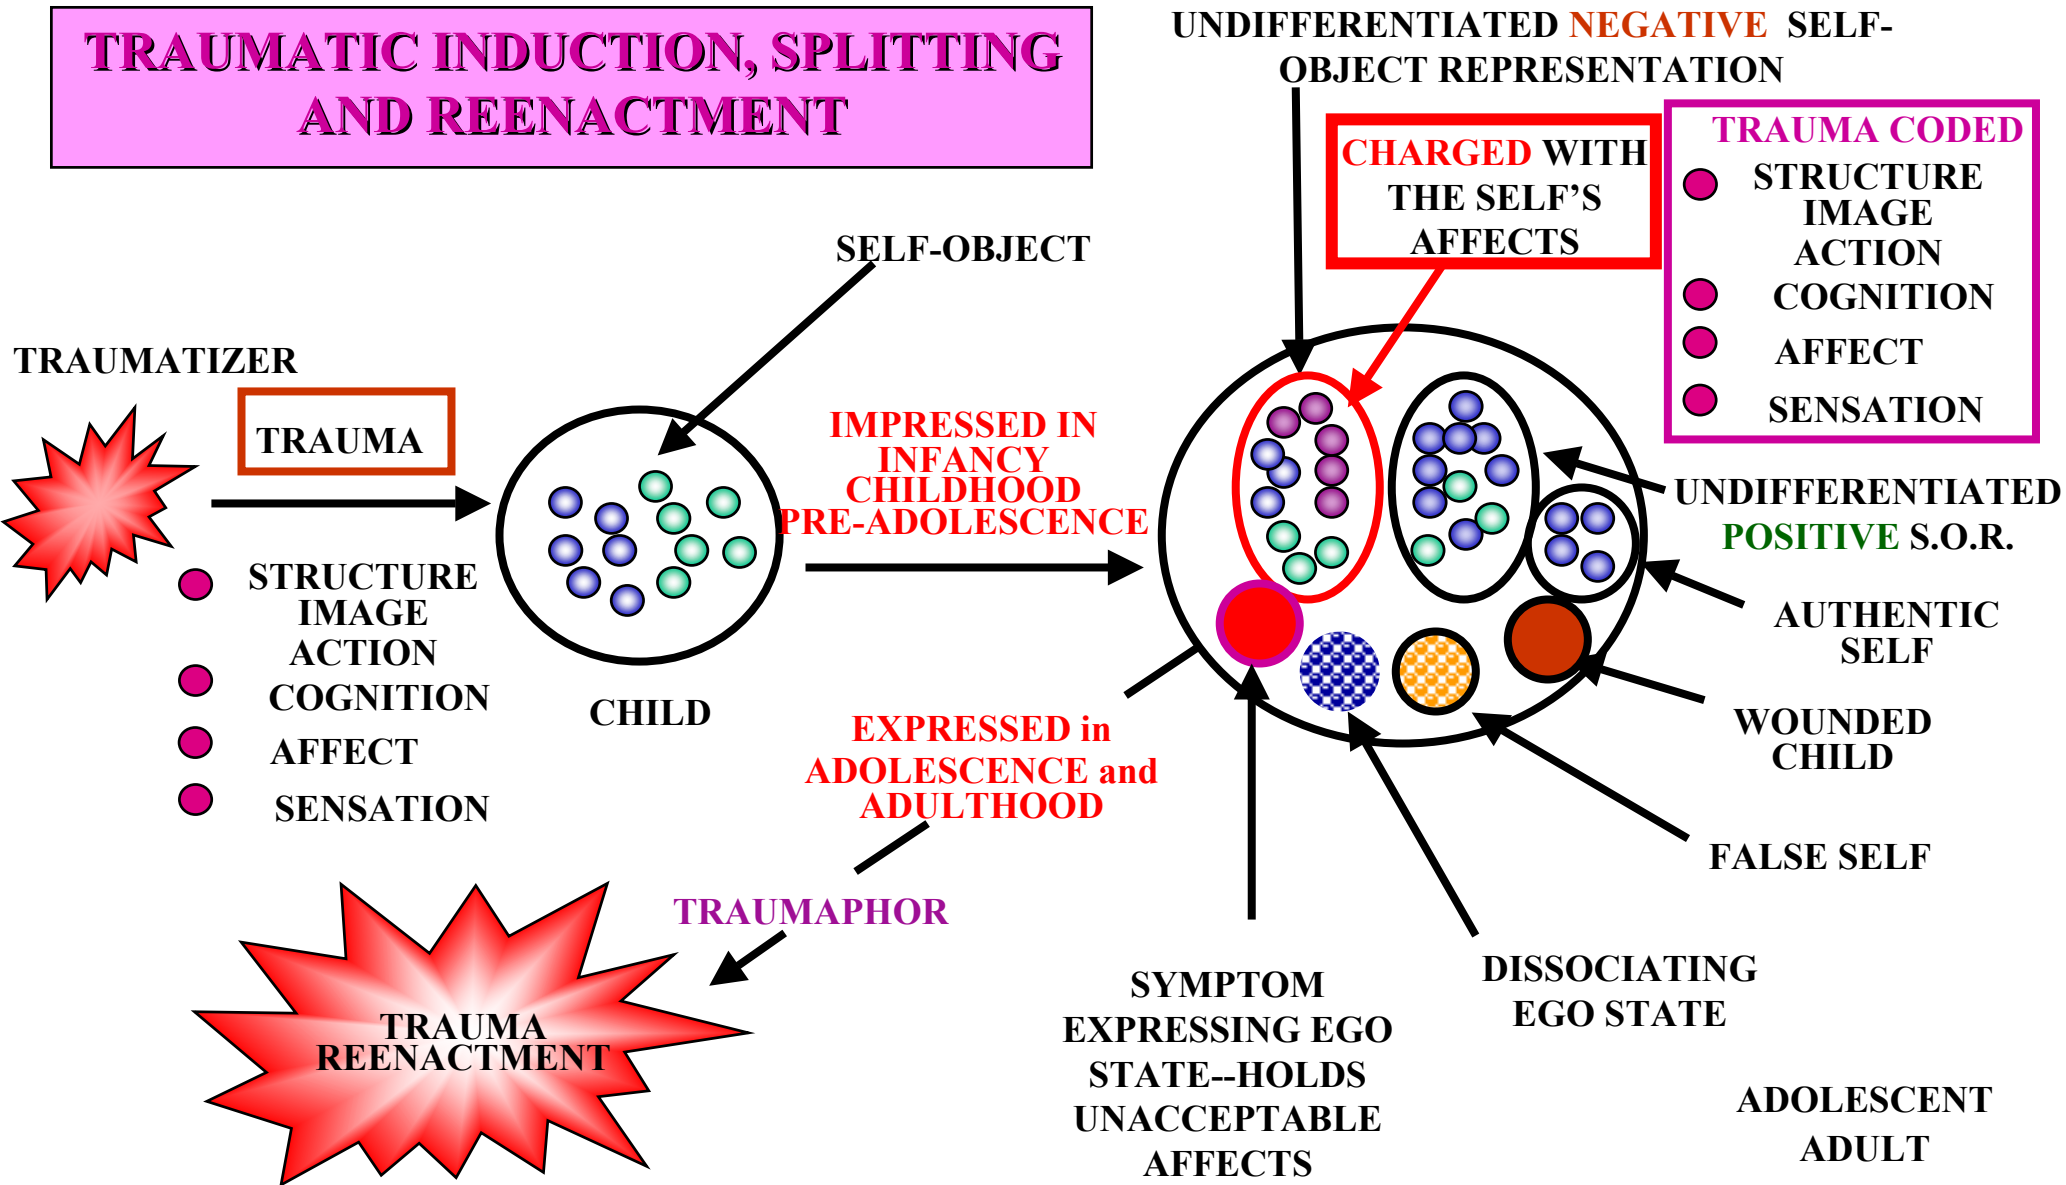 TRAUMATIC INDUCTION, SPLITTING
AND REENACTMENT
UNDIFFERENTIATED NEGATIVE SELF-
OBJECT REPRESENTATION
CHARGED WITH
THE SELF'S
AFFECTS
TRAUMA CODED
STRUCTURE
IMAGE
ACTION
COGNITION
AFFECT
SENSATION
SELF-OBJECT
TRAUMATIZER
TRAUMA
STRUCTURE
IMAGE
ACTION
COGNITION
AFFECT
SENSATION
CHILD
IMPRESSED IN
INFANCY
CHILDHOOD
PRE-ADOLESCENCE
UNDIFFERENTIATED
POSITIVE S.O.R.
AUTHENTIC
SELF
WOUNDED
CHILD
FALSE SELF
DISSOCIATING
EGO STATE
SYMPTOM
EXPRESSING EGO
STATE--HOLDS
UNACCEPTABLE
AFFECTS
EXPRESSED in
ADOLESCENCE and
ADULTHOOD
TRAUMAPHOR
TRAUMA
REENACTMENT
ADOLESCENT
ADULT